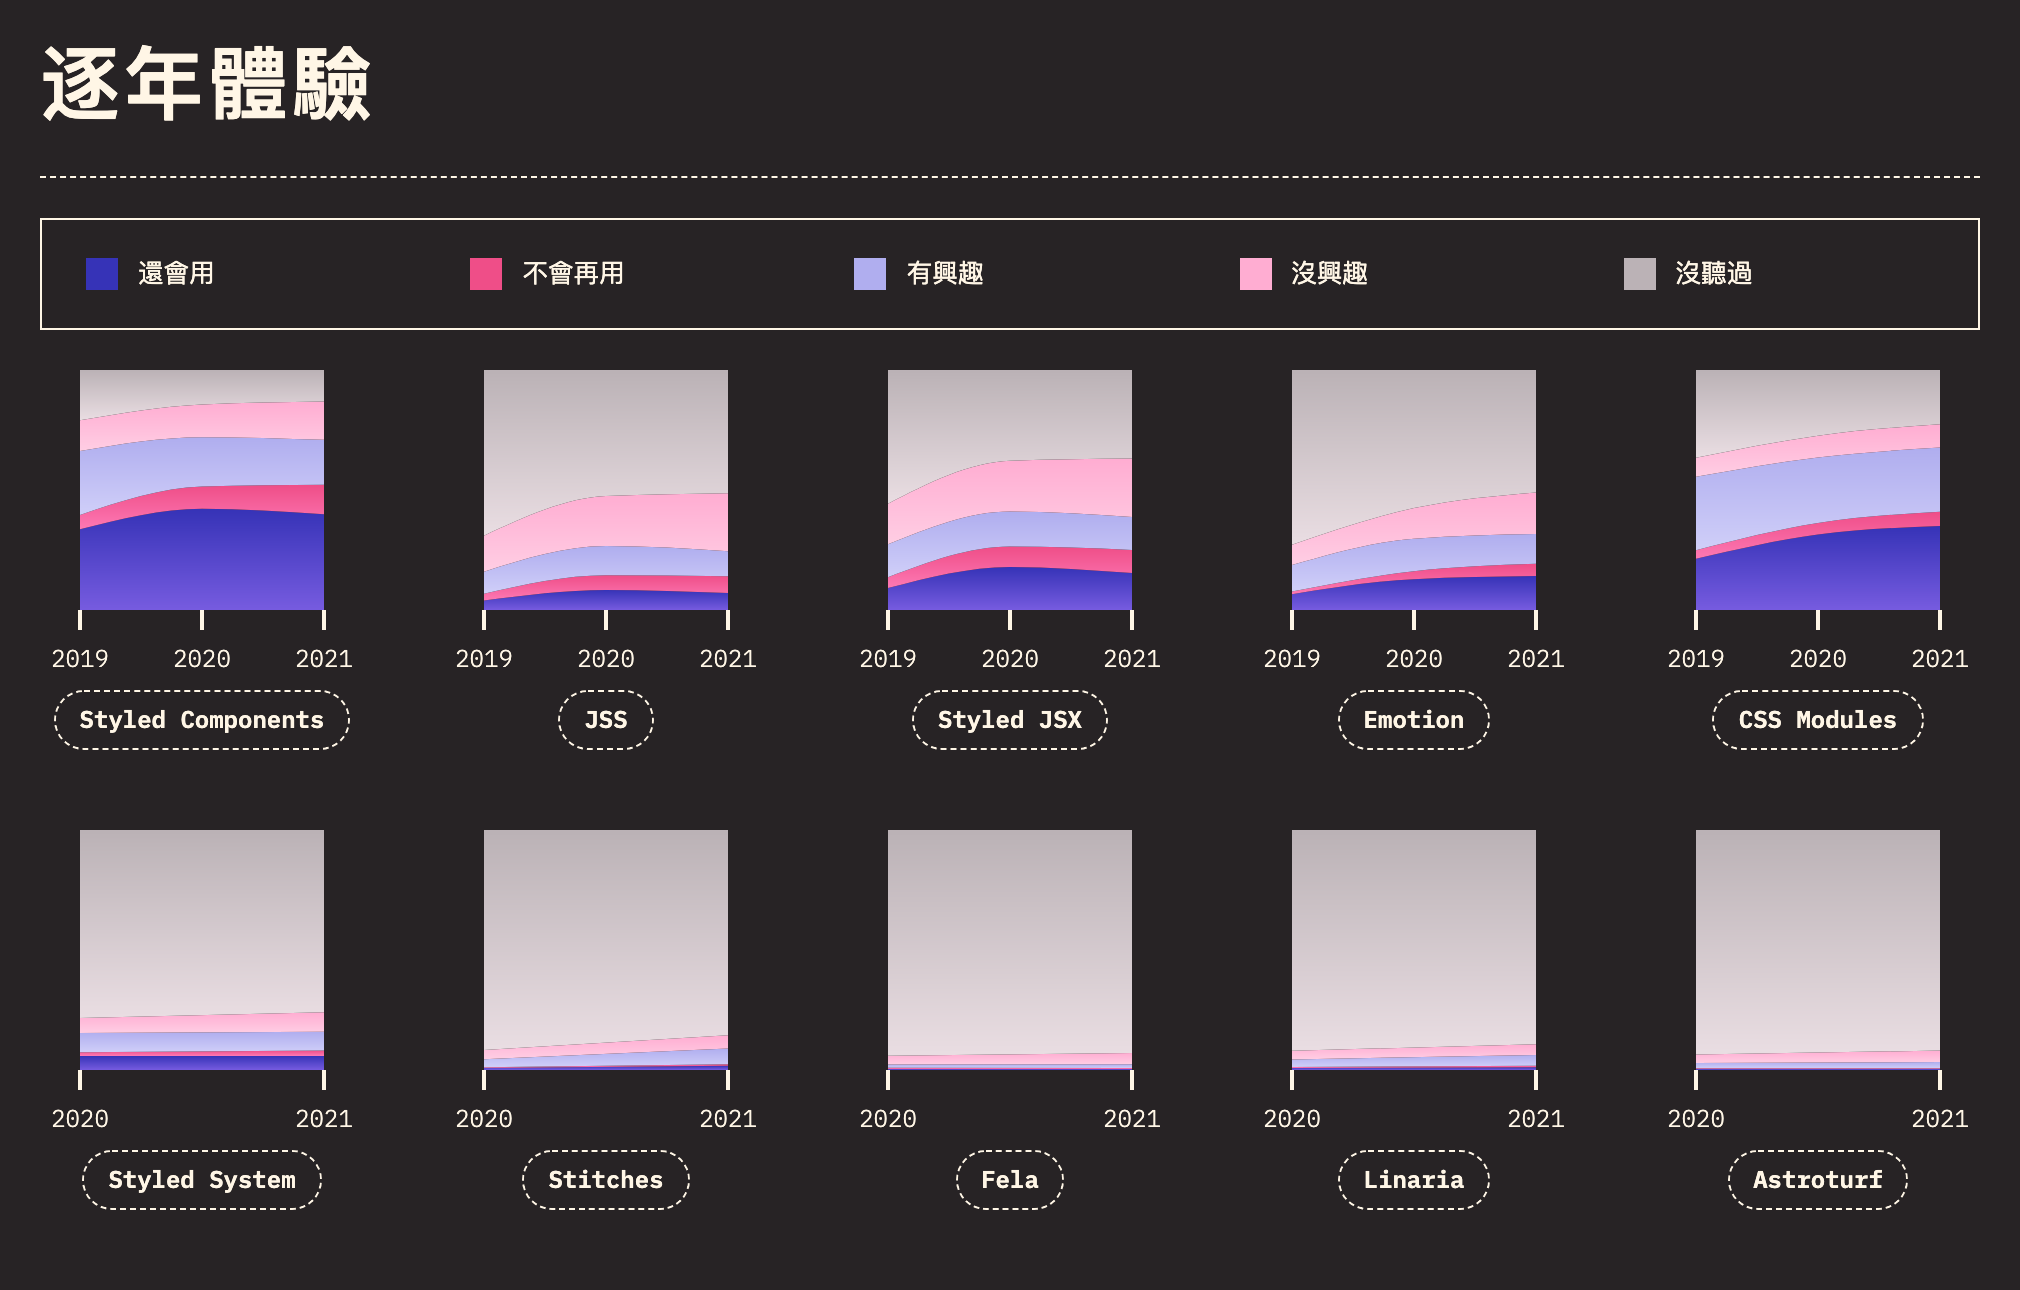 逐年體驗
還會用 不會再用 有興趣 沒興趣 沒聽過
2019 2020 2021 2019 2020 2021 2019 2020 2021 2019 2020 2021 2019 2020 2021
Styled Components JSS Styled JSX Emotion CSS Modules
2020 2021 2020 2021 2020 2021 2020 2021 2020 2021
Styled System Stitches Fela Linaria Astroturf